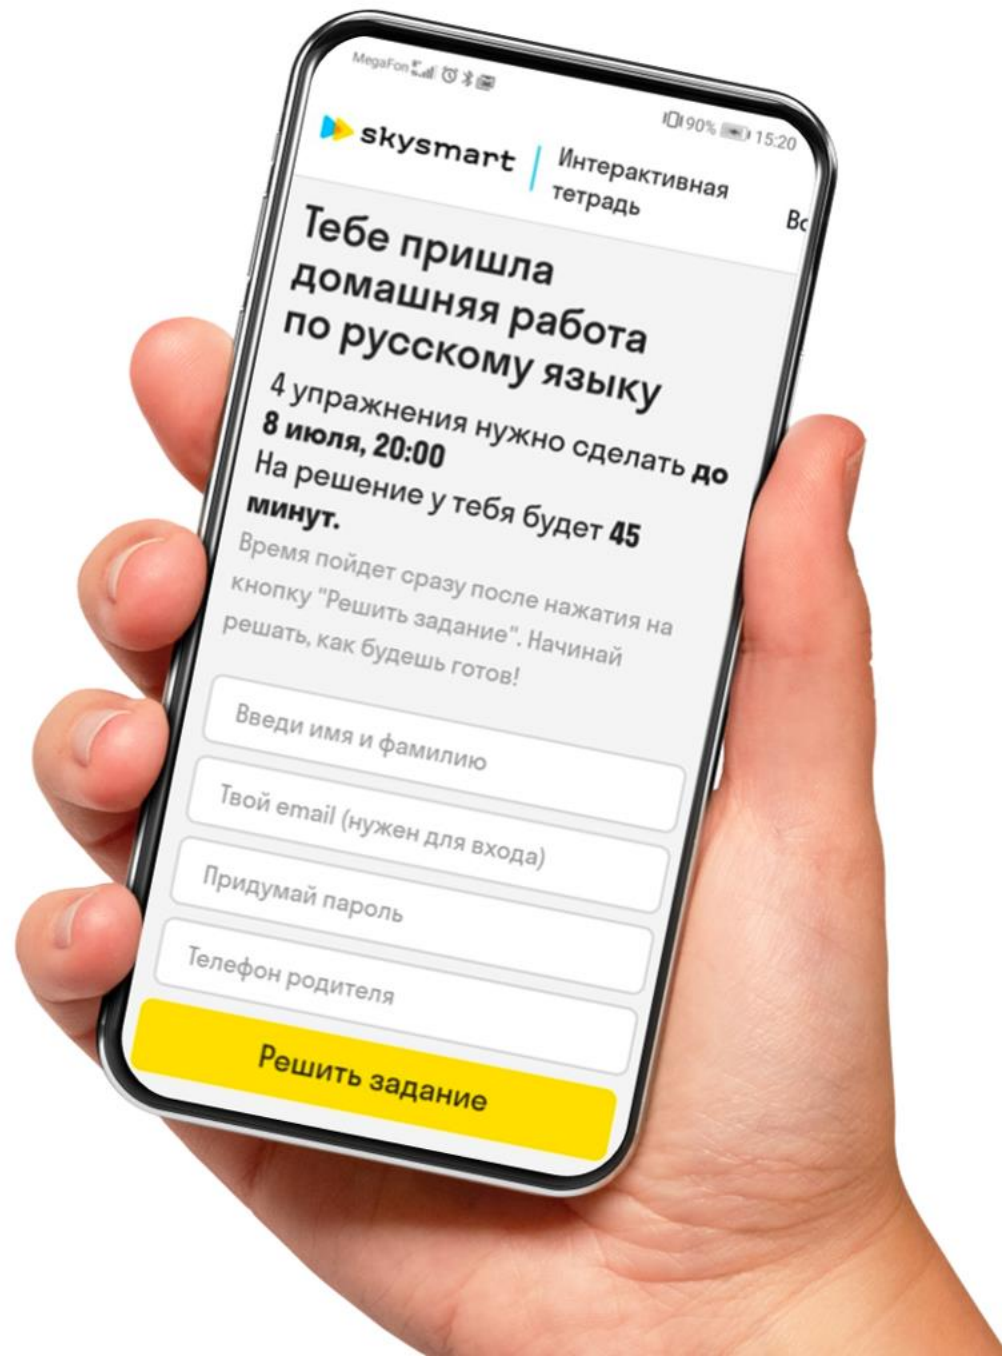 MegaFon
90% 15:20
skysmart
Интерактивная
тетрадь
Вс
Тебе пришла
домашняя работа
по русскому языку
4 упражнения нужно сделать до
8 июля, 20:00
На решение у тебя будет 45
минут.
Время пойдет сразу после нажатия на
кнопку "Решить задание". Начинай
решать, как будешь готов!
Введи имя и фамилию
Твой email (нужен для входа)
Придумай пароль
Телефон родителя
Решить задание